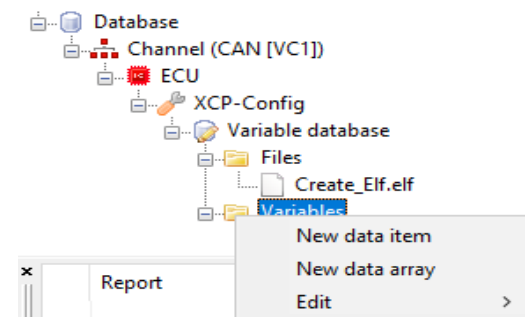 Database
Channel (CAN [VC1])
ECU
XCP-Config
Variable database
Files
Create_Elf.elf
Variables
New data item
New data array
Edit
Report